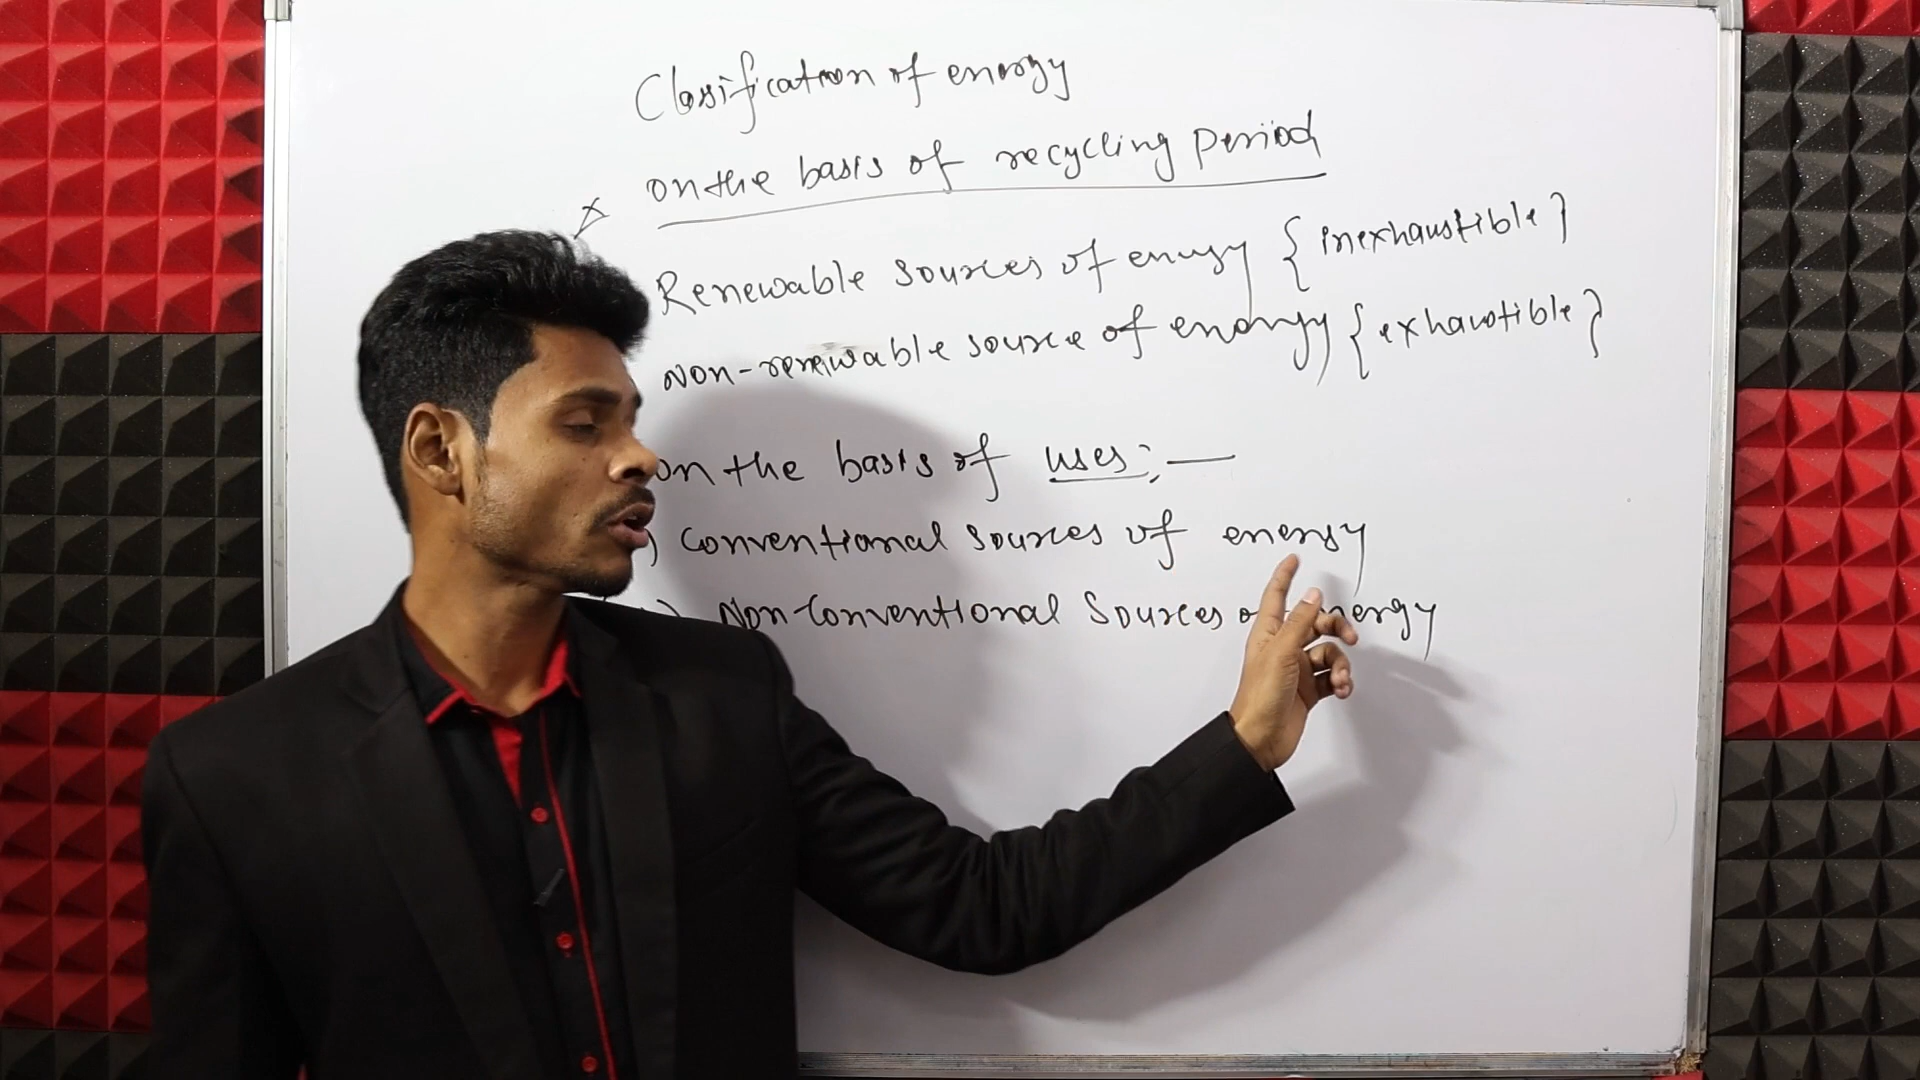 Classification of energy
on the basis of recycling period
Renewable sources of energy {inexhaustible}
Non-renewable source of energy {exhaustible}
on the basis of uses:—
) Conventional sources of energy
) Non-Conventional Sources of energy